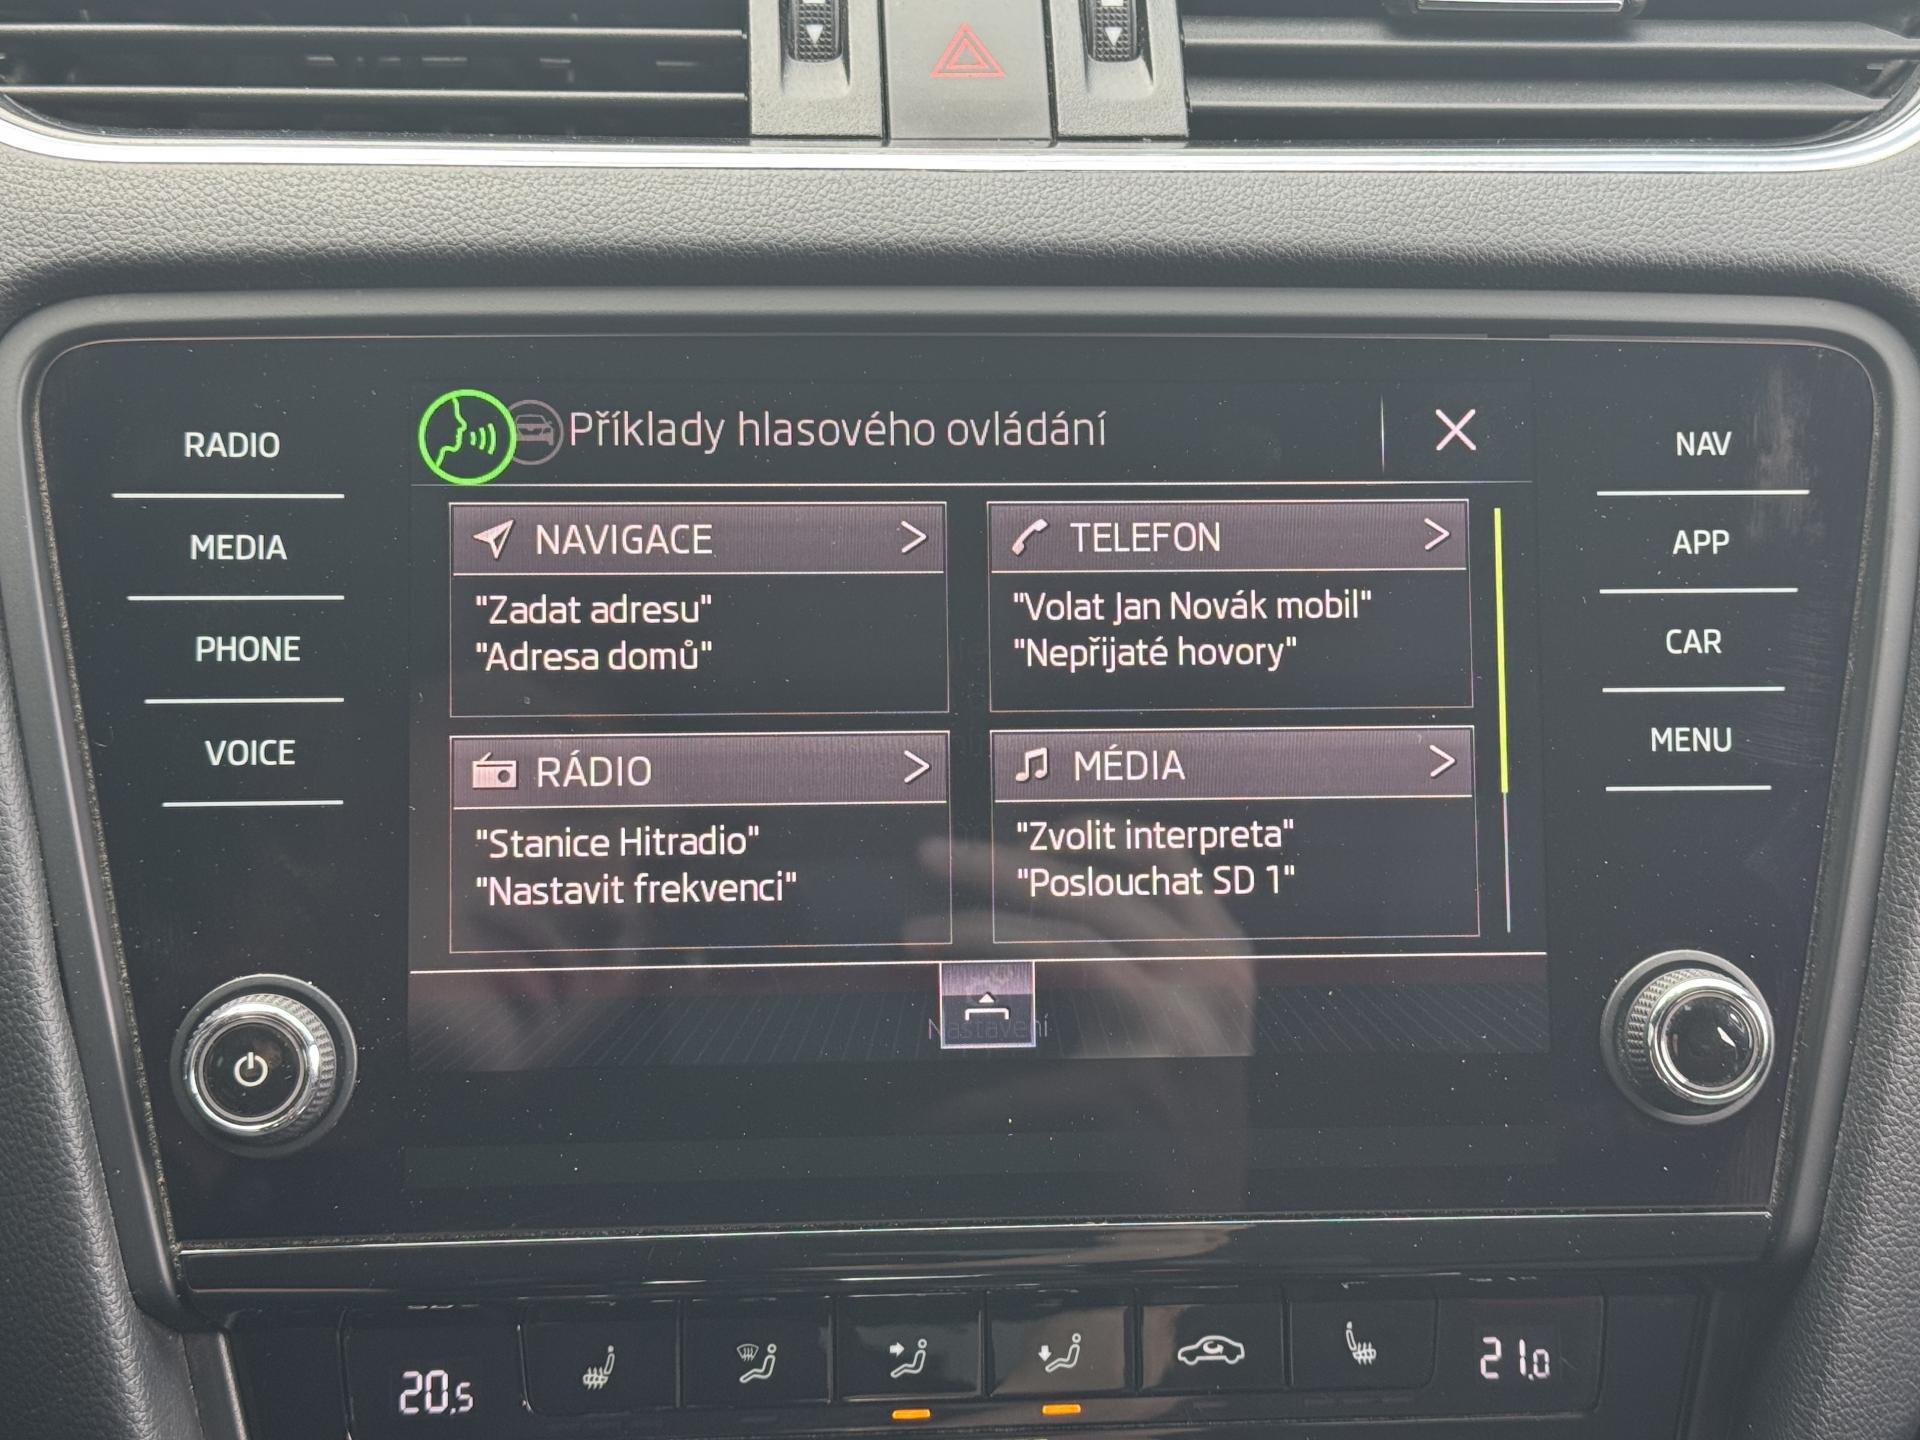 RADIO
MEDIA
PHONE
VOICE
Příklady hlasového ovládání
NAVIGACE
"Zadat adresu"
"Adresa domů"
TELEFON
"Volat Jan Novák mobil"
"Nepřijaté hovory"
RÁDIO
"Stanice Hitradio"
"Nastavit frekvenci"
MÉDIA
"Zvolit interpreta"
"Poslouchat SD 1"
Nastavení
NAV
APP
CAR
MENU
20.5
21.0